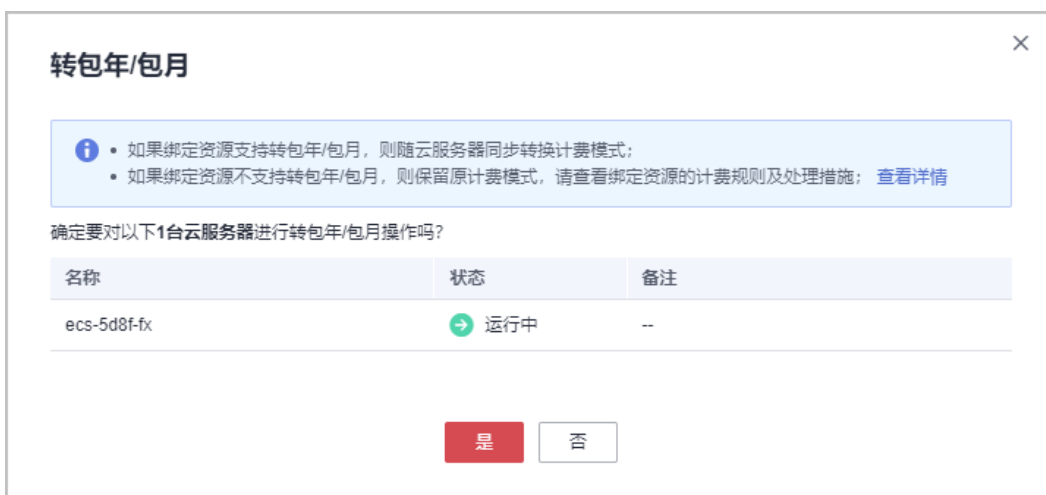 转包年/包月
• 如果绑定资源支持转包年/包月，则随云服务器同步转换计费模式；
• 如果绑定资源不支持转包年/包月，则保留原计费模式，请查看绑定资源的计费规则及处理措施； 查看详情
确定要对以下1台云服务器进行转包年/包月操作吗？
名称 状态 备注
ecs-5d8f-fx 运行中 --
是 否